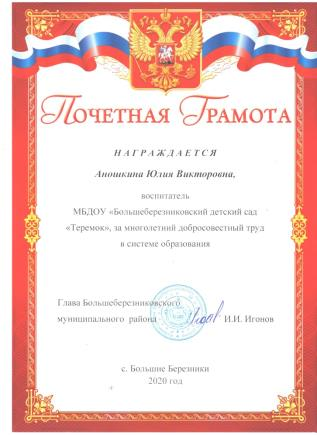 Почетная Грамота
НАГРАЖДАЕТСЯ
Аношкина Юлия Викторовна,
воспитатель
МБДОУ «Большеберезниковский детский сад
«Теремок», за многолетний добросовестный труд
в системе образования
Глава Большеберезниковского
муниципального района И.И. Игонов
с. Большие Березники
2020 год